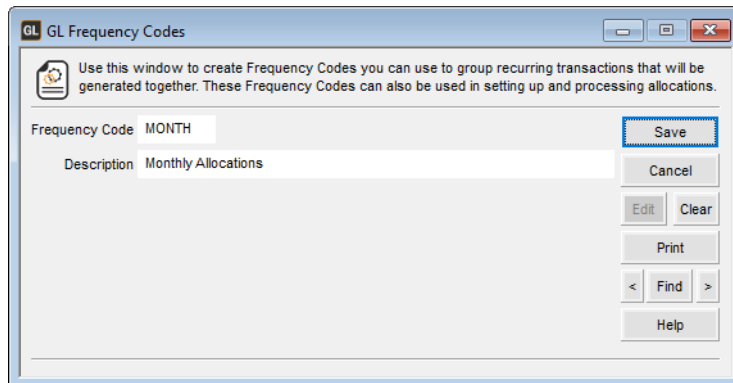 GL GL Frequency Codes
Use this window to create Frequency Codes you can use to group recurring transactions that will be
generated together. These Frequency Codes can also be used in setting up and processing allocations.
Frequency Code MONTH
Save
Description Monthly Allocations
Cancel
Edit Clear
Print
< Find >
Help